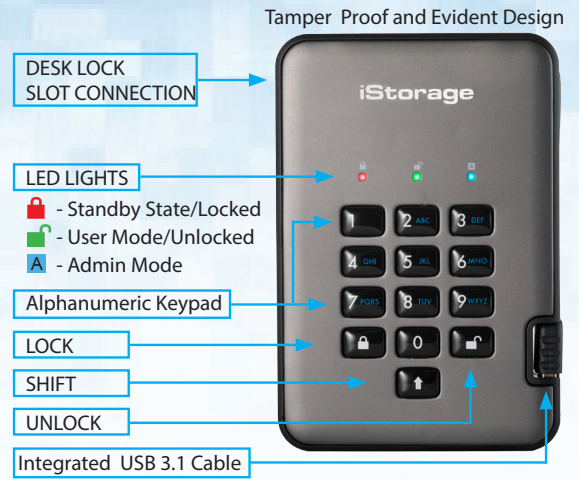 Tamper Proof and Evident Design
DESK LOCK
SLOT CONNECTION
iStorage
LED LIGHTS
- Standby State/Locked
- User Mode/Unlocked
A - Admin Mode
A
1
2 ABC
3 DEF
4 GHI
5 JKL
6 MNO
7 PQRS
8 TUV
9 WXYZ
0
Alphanumeric Keypad
LOCK
SHIFT
UNLOCK
Integrated USB 3.1 Cable